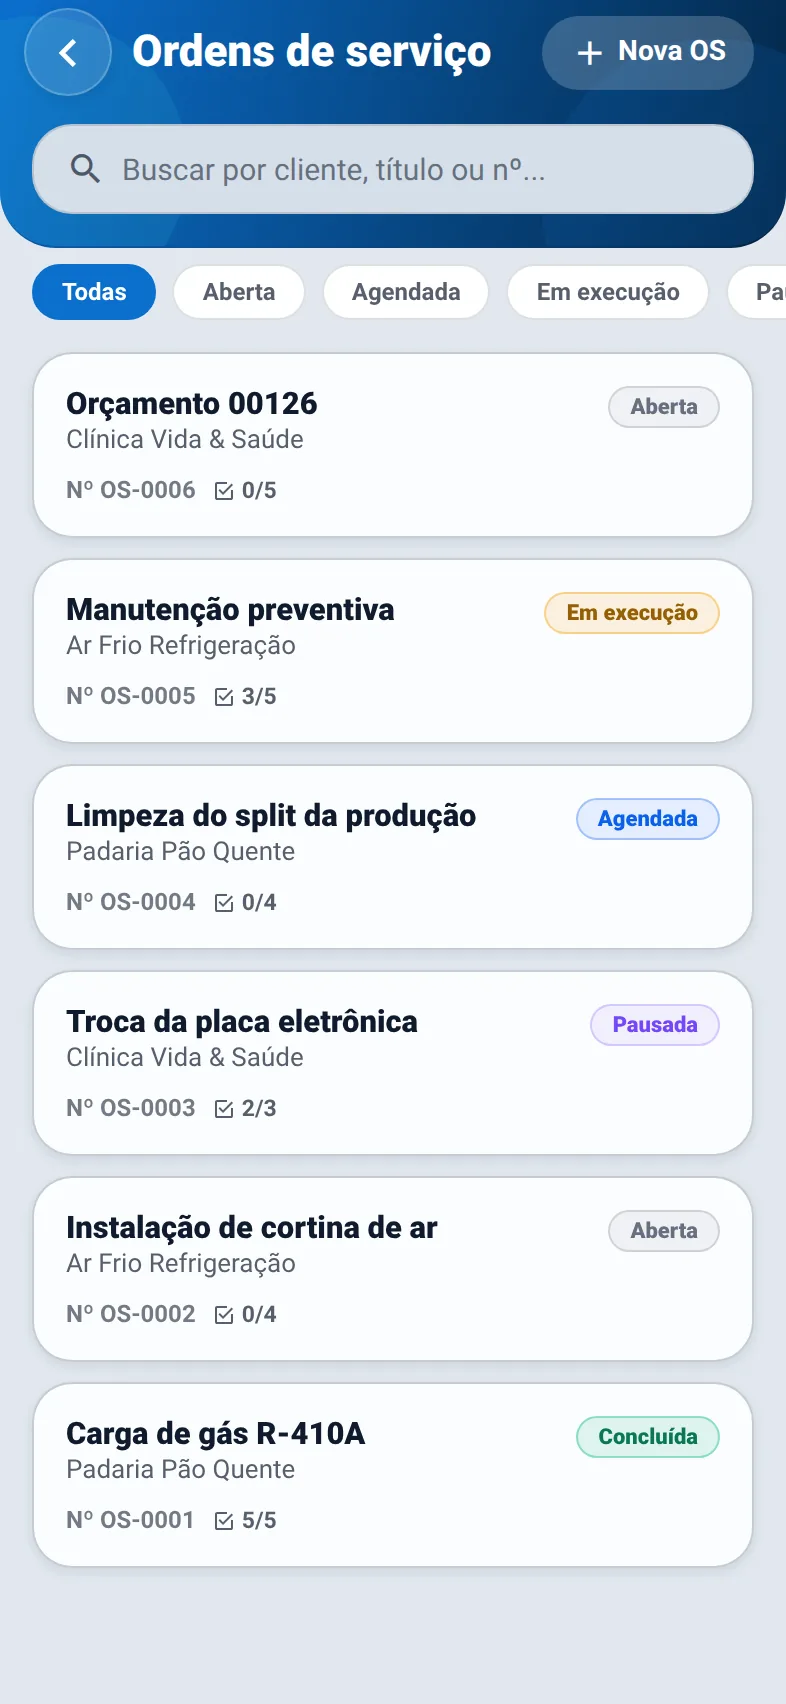 Ordens de serviço
+ Nova OS
Buscar por cliente, título ou nº...
Todas
Aberta
Agendada
Em execução
Orçamento 00126
Aberta
Clínica Vida & Saúde
Nº OS-0006 0/5
Manutenção preventiva
Em execução
Ar Frio Refrigeração
Nº OS-0005 3/5
Limpeza do split da produção
Agendada
Padaria Pão Quente
Nº OS-0004 0/4
Troca da placa eletrônica
Pausada
Clínica Vida & Saúde
Nº OS-0003 2/3
Instalação de cortina de ar
Aberta
Ar Frio Refrigeração
Nº OS-0002 0/4
Carga de gás R-410A
Concluída
Padaria Pão Quente
Nº OS-0001 5/5